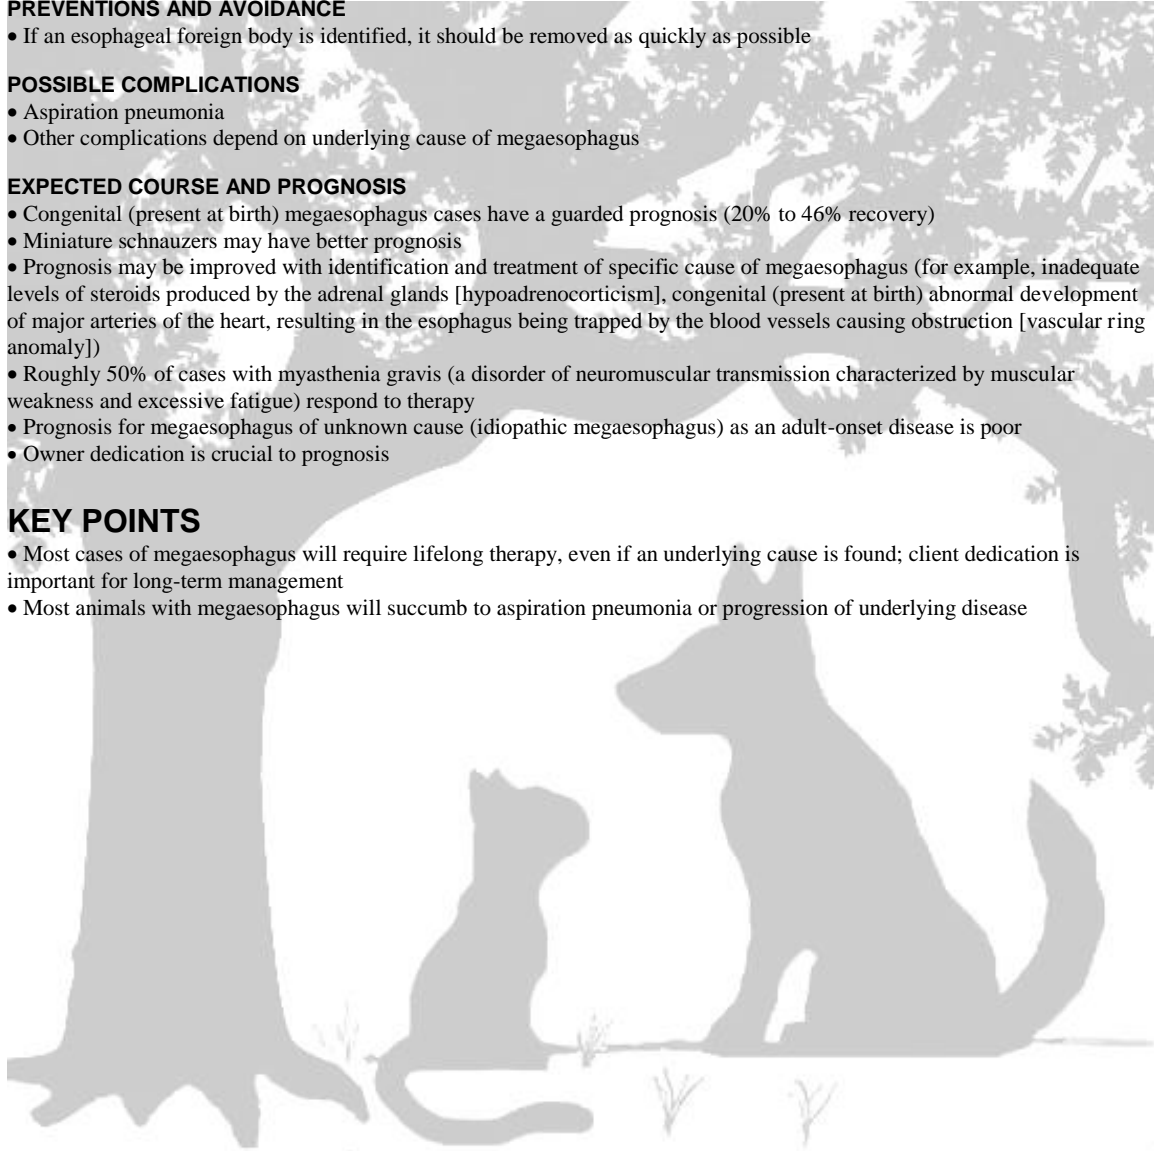 PREVENTIONS AND AVOIDANCE
• If an esophageal foreign body is identified, it should be removed as quickly as possible
POSSIBLE COMPLICATIONS
• Aspiration pneumonia
• Other complications depend on underlying cause of megaesophagus
EXPECTED COURSE AND PROGNOSIS
• Congenital (present at birth) megaesophagus cases have a guarded prognosis (20% to 46% recovery)
• Miniature schnauzers may have better prognosis
• Prognosis may be improved with identification and treatment of specific cause of megaesophagus (for example, inadequate
levels of steroids produced by the adrenal glands [hypoadrenocorticism], congenital (present at birth) abnormal development
of major arteries of the heart, resulting in the esophagus being trapped by the blood vessels causing obstruction [vascular ring
anomaly])
• Roughly 50% of cases with myasthenia gravis (a disorder of neuromuscular transmission characterized by muscular
weakness and excessive fatigue) respond to therapy
• Prognosis for megaesophagus of unknown cause (idiopathic megaesophagus) as an adult-onset disease is poor
• Owner dedication is crucial to prognosis
KEY POINTS
• Most cases of megaesophagus will require lifelong therapy, even if an underlying cause is found; client dedication is
important for long-term management
• Most animals with megaesophagus will succumb to aspiration pneumonia or progression of underlying disease